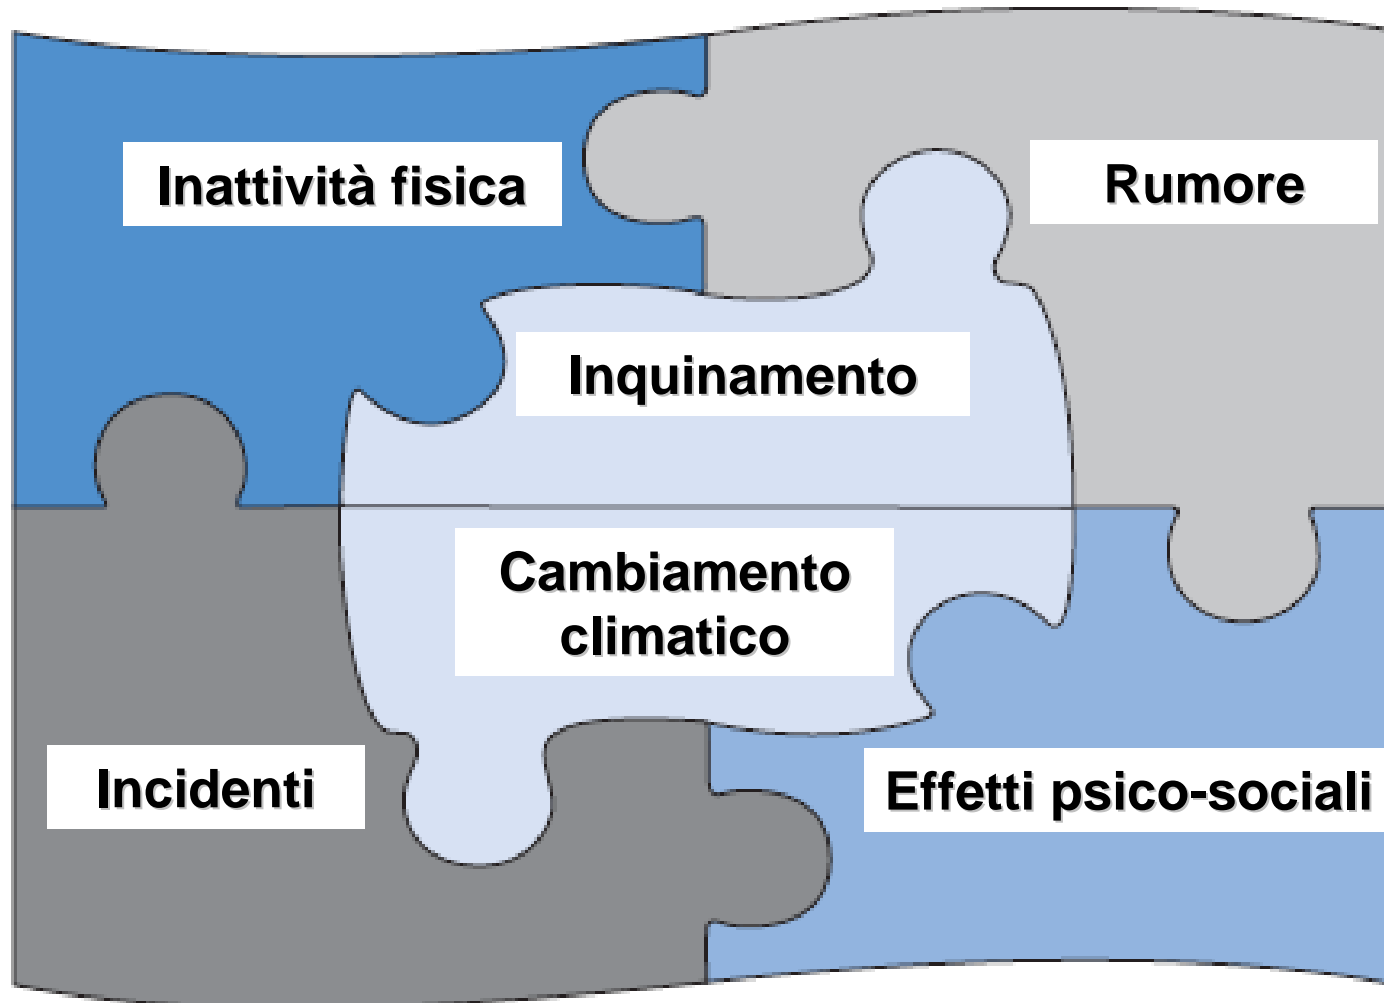 Inattività fisica
Rumore
Inquinamento
Cambiamento
climatico
Incidenti
Effetti psico-sociali